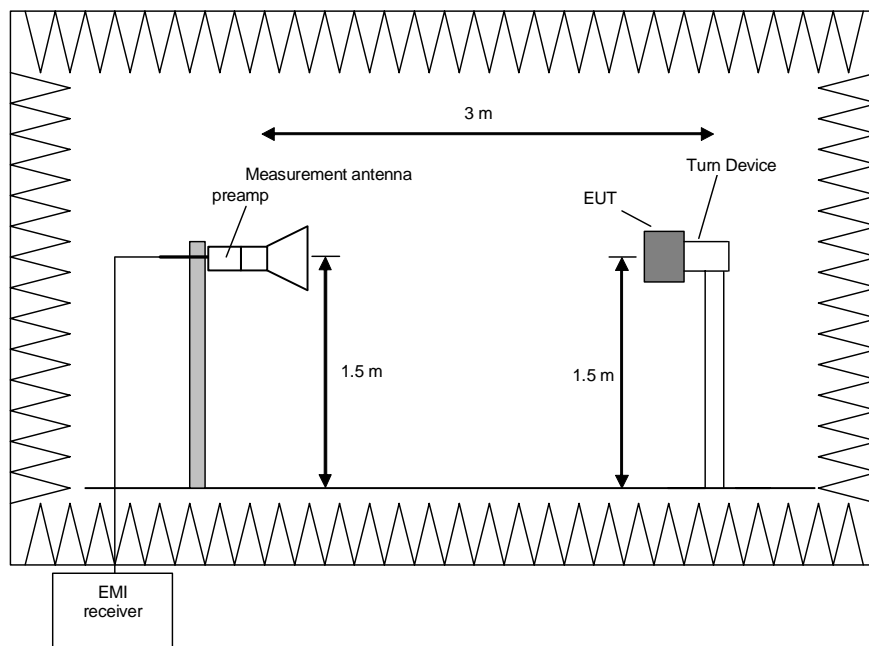 3 m
Measurement antenna
preamp
Turn Device
EUT
1.5 m
1.5 m
EMI
receiver